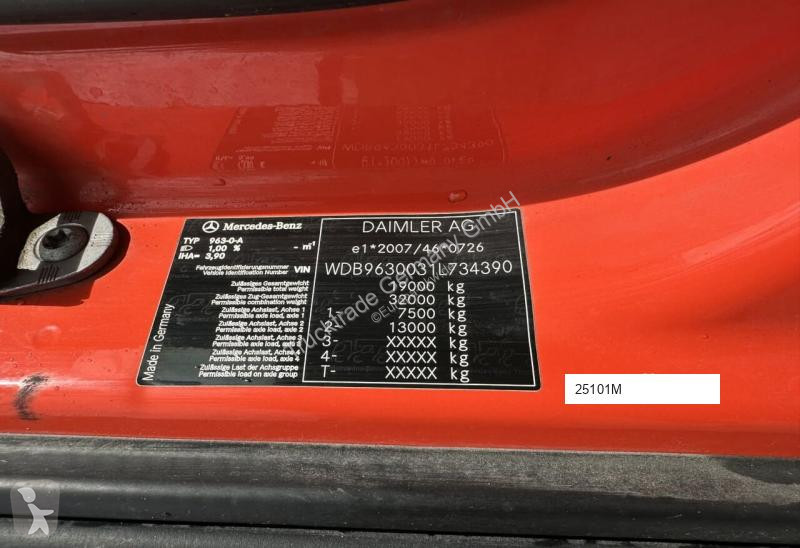 Mercedes-Benz
DAIMLER AG
TYP 963-0-A
1,00 % - m⁻¹
IHA= 3,90
e1*2007/46*0726
Fahrzeugidentifizierungsnummer
Vehicle Identification Number VIN
WDB9630031L734390
Zulässiges Gesamtgewicht
Permissible total weight
19000 kg
Zulässiges Zug-Gesamtgewicht
Permissible combination weight
32000 kg
Zulässige Achslast, Achse 1
Permissible axle load, axle 1
1- 7500 kg
Zulässige Achslast, Achse 2
Permissible axle load, axle 2
2- 13000 kg
Zulässige Achslast, Achse 3
Permissible axle load, axle 3
3- XXXXX kg
Zulässige Achslast, Achse 4
Permissible axle load, axle 4
4- XXXXX kg
Zulässige Last der Achsgruppe
Permissible load on axle group
T- XXXXX kg
Made in Germany
Trucktrade Germany GmbH
25101M